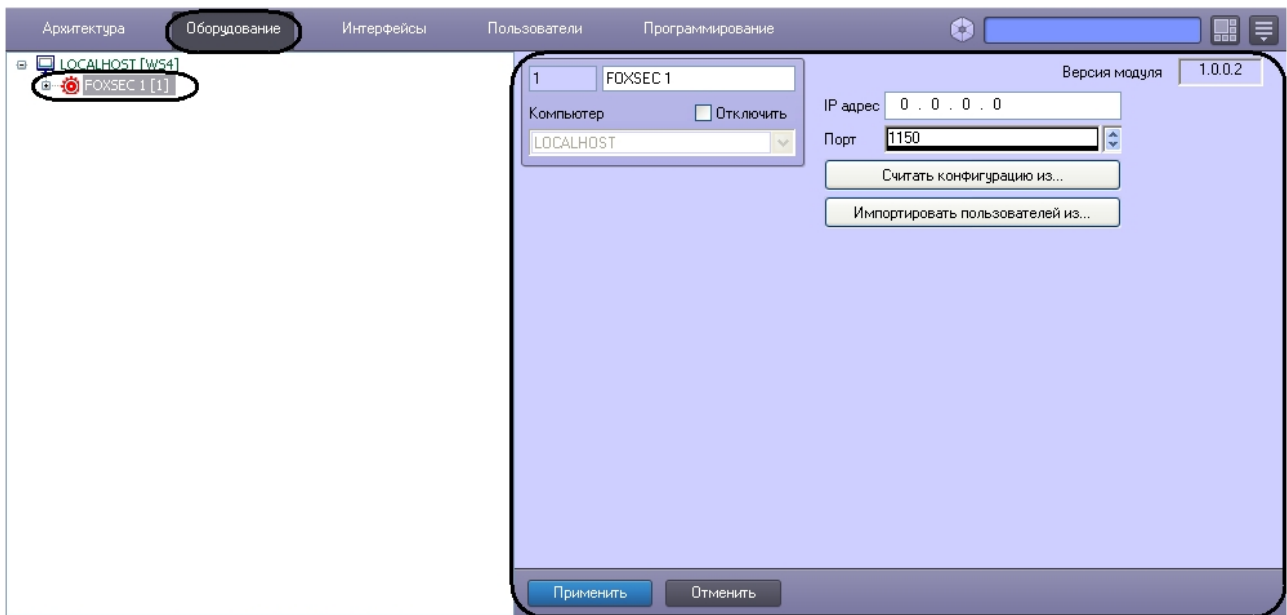 Архитектура Оборудование Интерфейсы Пользователи Программирование
LOCALHOST [WS4]
FOXSEC 1 [1]
1 FOXSEC 1
Компьютер Отключить
LOCALHOST
Версия модуля 1.0.0.2
IP адрес 0 . 0 . 0 . 0
Порт 1150
Считать конфигурацию из...
Импортировать пользователей из...
Применить Отменить